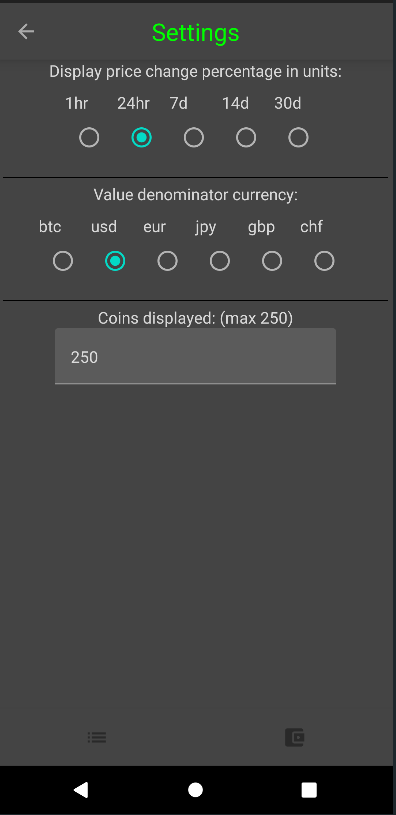 Settings
Display price change percentage in units:
1hr 24hr 7d 14d 30d
Value denominator currency:
btc usd eur jpy gbp chf
Coins displayed: (max 250)
250